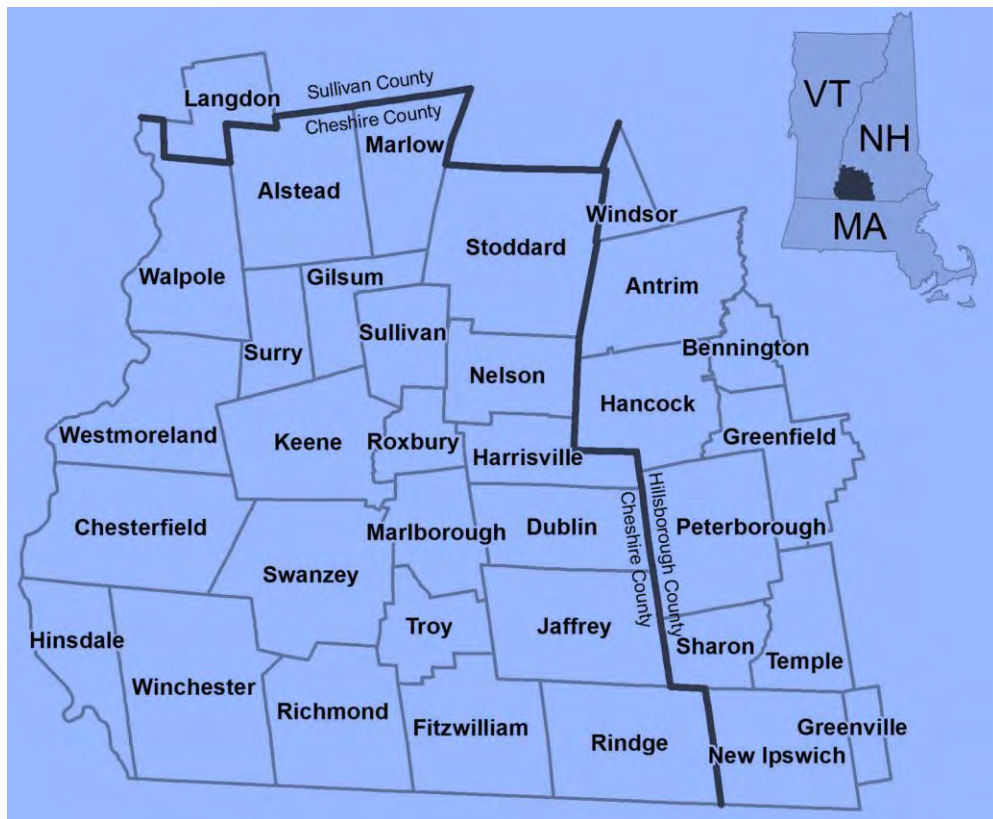 Langdon
Sullivan County
Cheshire County
VT
NH
MA
Marlow
Alstead
Windsor
Stoddard
Walpole
Gilsum
Antrim
Sullivan
Surry
Bennington
Nelson
Hancock
Westmoreland
Keene
Roxbury
Greenfield
Harrisville
Chesterfield
Marlborough
Dublin
Hillsborough County
Cheshire County
Peterborough
Swanzey
Hinsdale
Troy
Jaffrey
Sharon
Temple
Winchester
Richmond
Fitzwilliam
Rindge
Greenville
New Ipswich